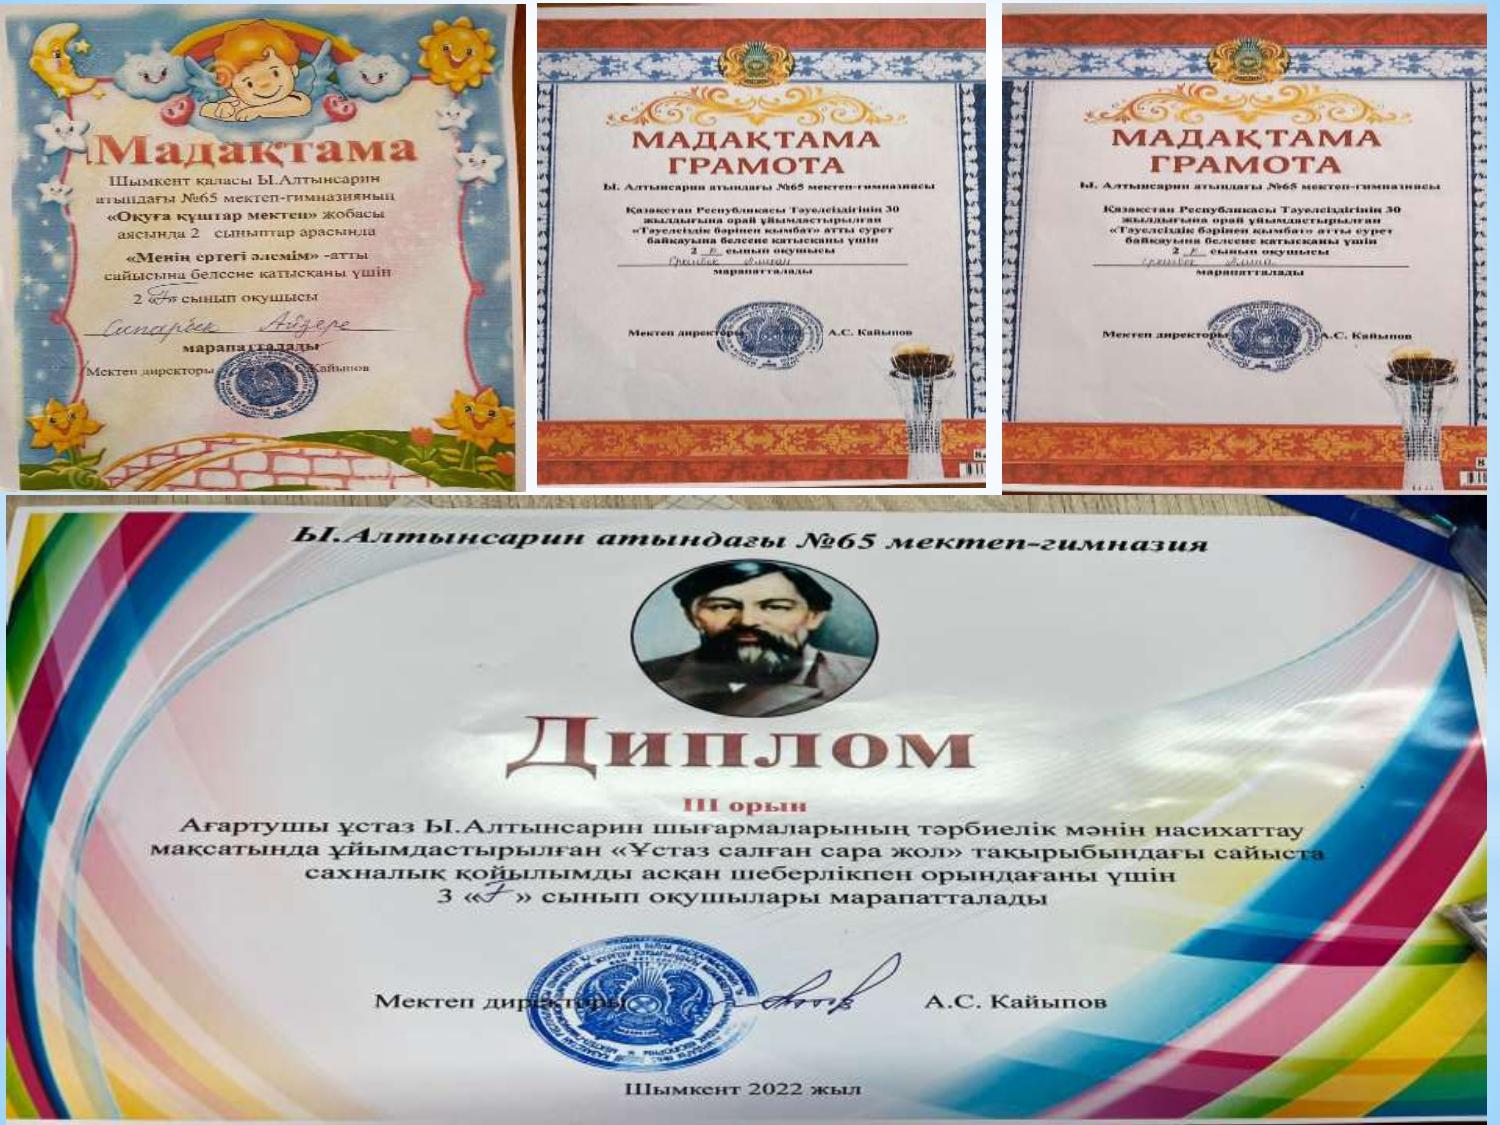 Мадақтама
Шымкент қаласы Ы.Алтынсарин
атындағы №65 мектеп-гимназияның
«Оқуға құштар мектеп» жобасы
аясында 2 сыныптар арасында
«Менің ертегі әлемім» -атты
сайысына белсене қатысқаны үшін
2 «F» сынып оқушысы
Айзере
марапатталады
Мектеп директоры А.С.Кайыпов
МАДАҚТАМА
ГРАМОТА
Ы. Алтынсарин атындағы №65 мектеп-гимназиясы
Қазақстан Республикасы Тәуелсіздігінің 30
жылдығына орай ұйымдастырылған
«Тәуелсіздік бәрінен қымбат» атты сурет
байқауына белсене қатысқаны үшін
2 сынып оқушысы
марапатталады
Мектеп директоры А.С. Кайыпов
МАДАҚТАМА
ГРАМОТА
Ы. Алтынсарин атындағы №65 мектеп-гимназиясы
Қазақстан Республикасы Тәуелсіздігінің 30
жылдығына орай ұйымдастырылған
«Тәуелсіздік бәрінен қымбат» атты сурет
байқауына белсене қатысқаны үшін
2 сынып оқушысы
марапатталады
Мектеп директоры А.С. Кайыпов
Ы.Алтынсарин атындағы №65 мектеп-гимназия
Диплом
III орын
Ағартушы ұстаз Ы.Алтынсарин шығармаларының тәрбиелік мәнін насихаттау
мақсатында ұйымдастырылған «Ұстаз салған сара жол» тақырыбындағы сайыста
сахналық қойылымды асқан шеберлікпен орындағаны үшін
3 «F» сынып оқушылары марапатталады
Мектеп директоры А.С. Кайыпов
Шымкент 2022 жыл